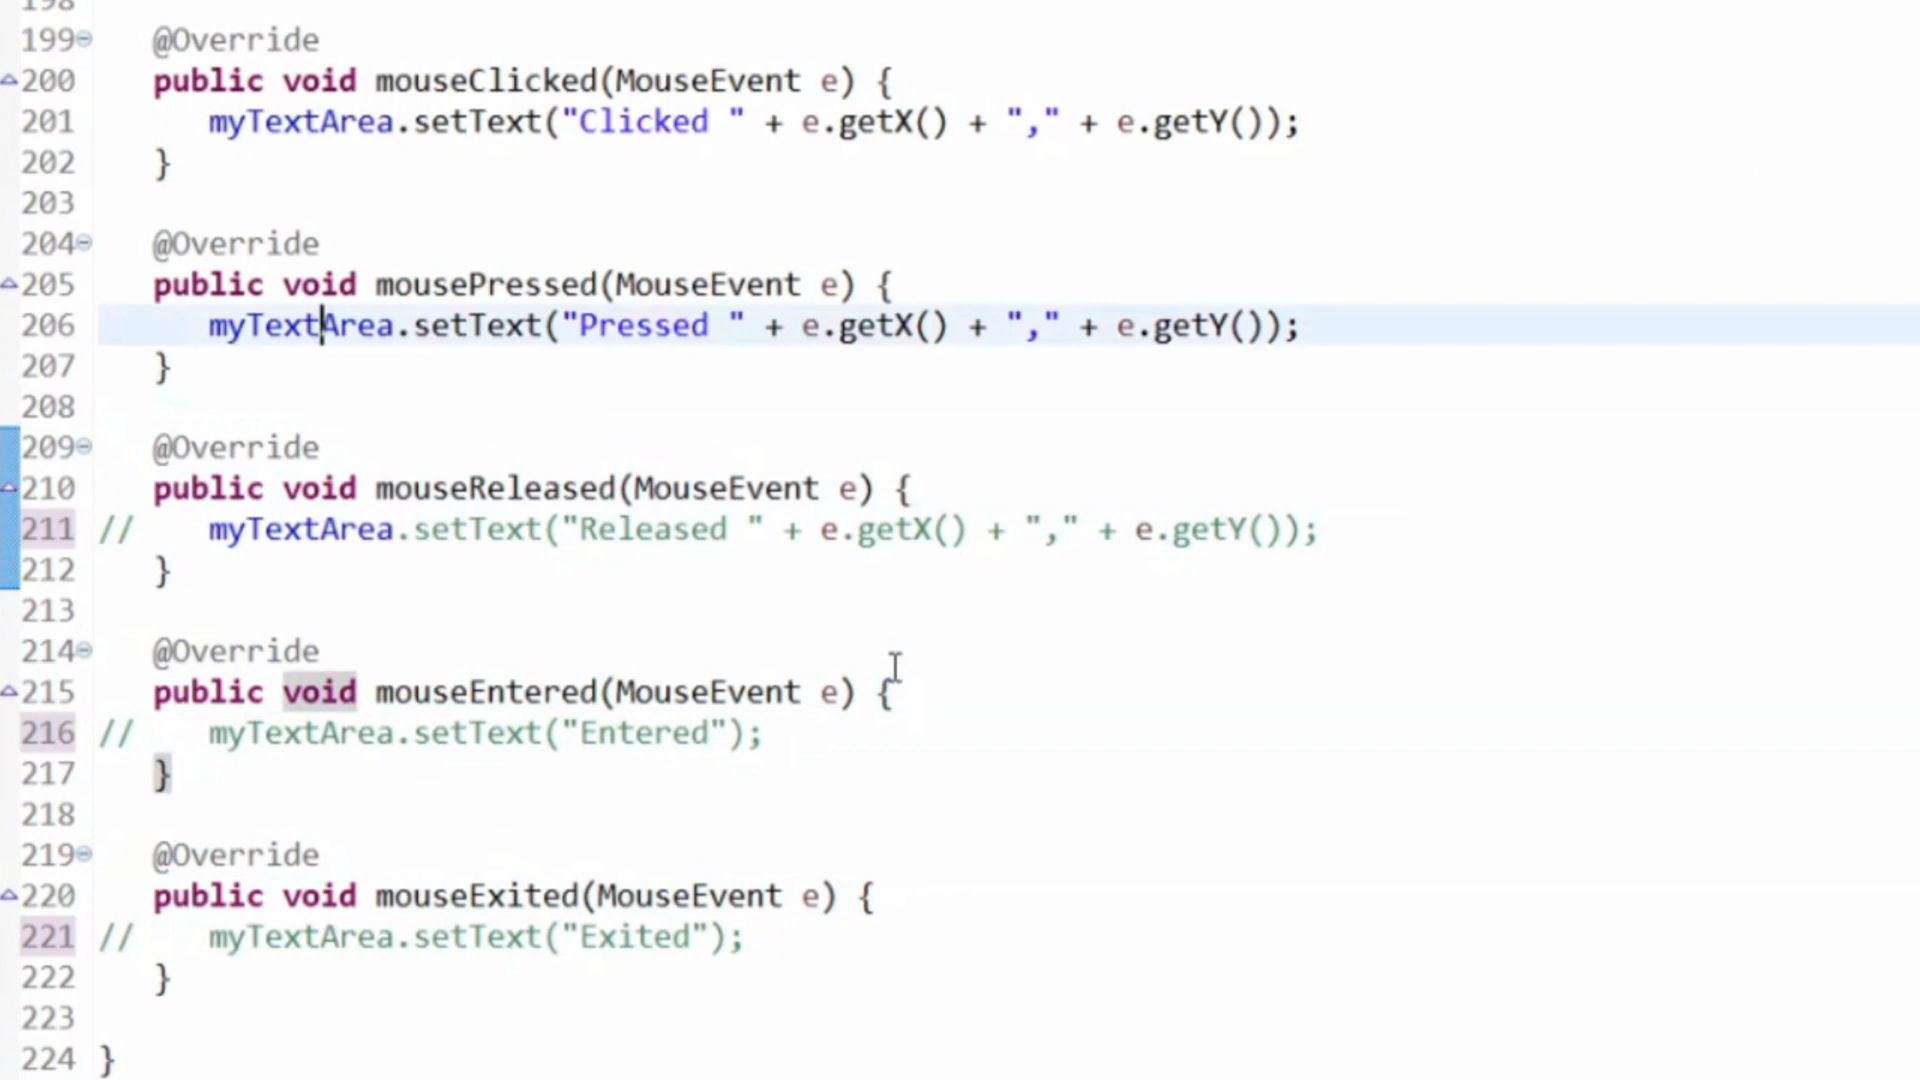 198
199 @Override
200 public void mouseClicked(MouseEvent e) {
201 myTextArea.setText("Clicked " + e.getX() + "," + e.getY());
202 }
203
204 @Override
205 public void mousePressed(MouseEvent e) {
206 myTextArea.setText("Pressed " + e.getX() + "," + e.getY());
207 }
208
209 @Override
210 public void mouseReleased(MouseEvent e) {
211 // myTextArea.setText("Released " + e.getX() + "," + e.getY());
212 }
213
214 @Override
215 public void mouseEntered(MouseEvent e) {
216 // myTextArea.setText("Entered");
217 }
218
219 @Override
220 public void mouseExited(MouseEvent e) {
221 // myTextArea.setText("Exited");
222 }
223
224 }